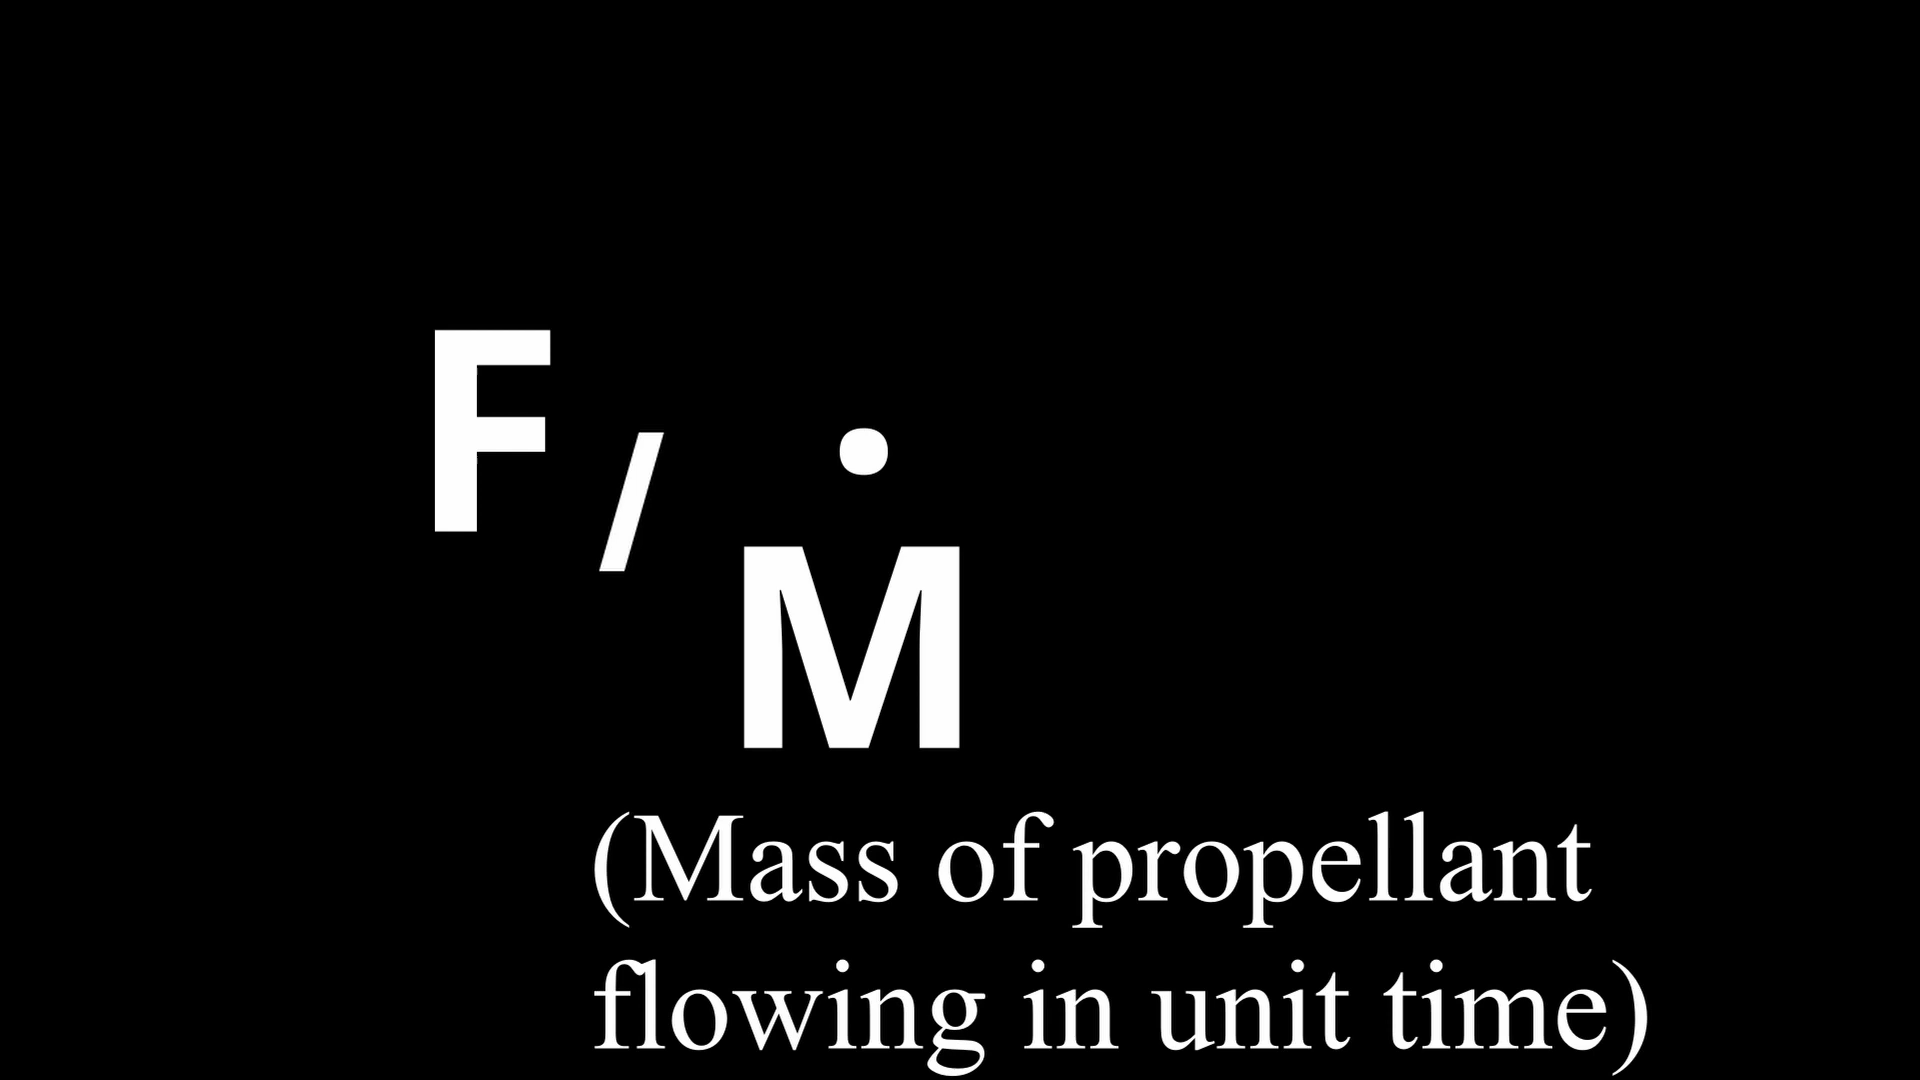 F / Ṁ
(Mass of propellant
flowing in unit time)